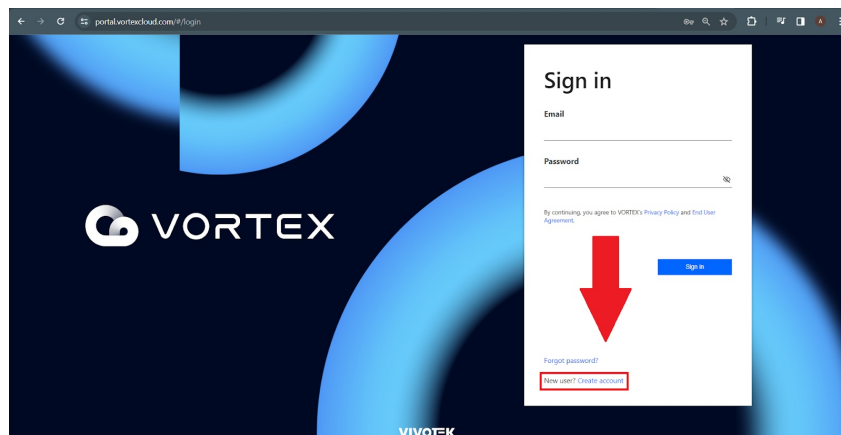 portal.vortexcloud.com/#/login
A
Sign in
Email
Password
By continuing, you agree to VORTEX's Privacy Policy and End User
Agreement.
VORTEX
Sign in
Forgot password?
New user? Create account
VIVOTEK